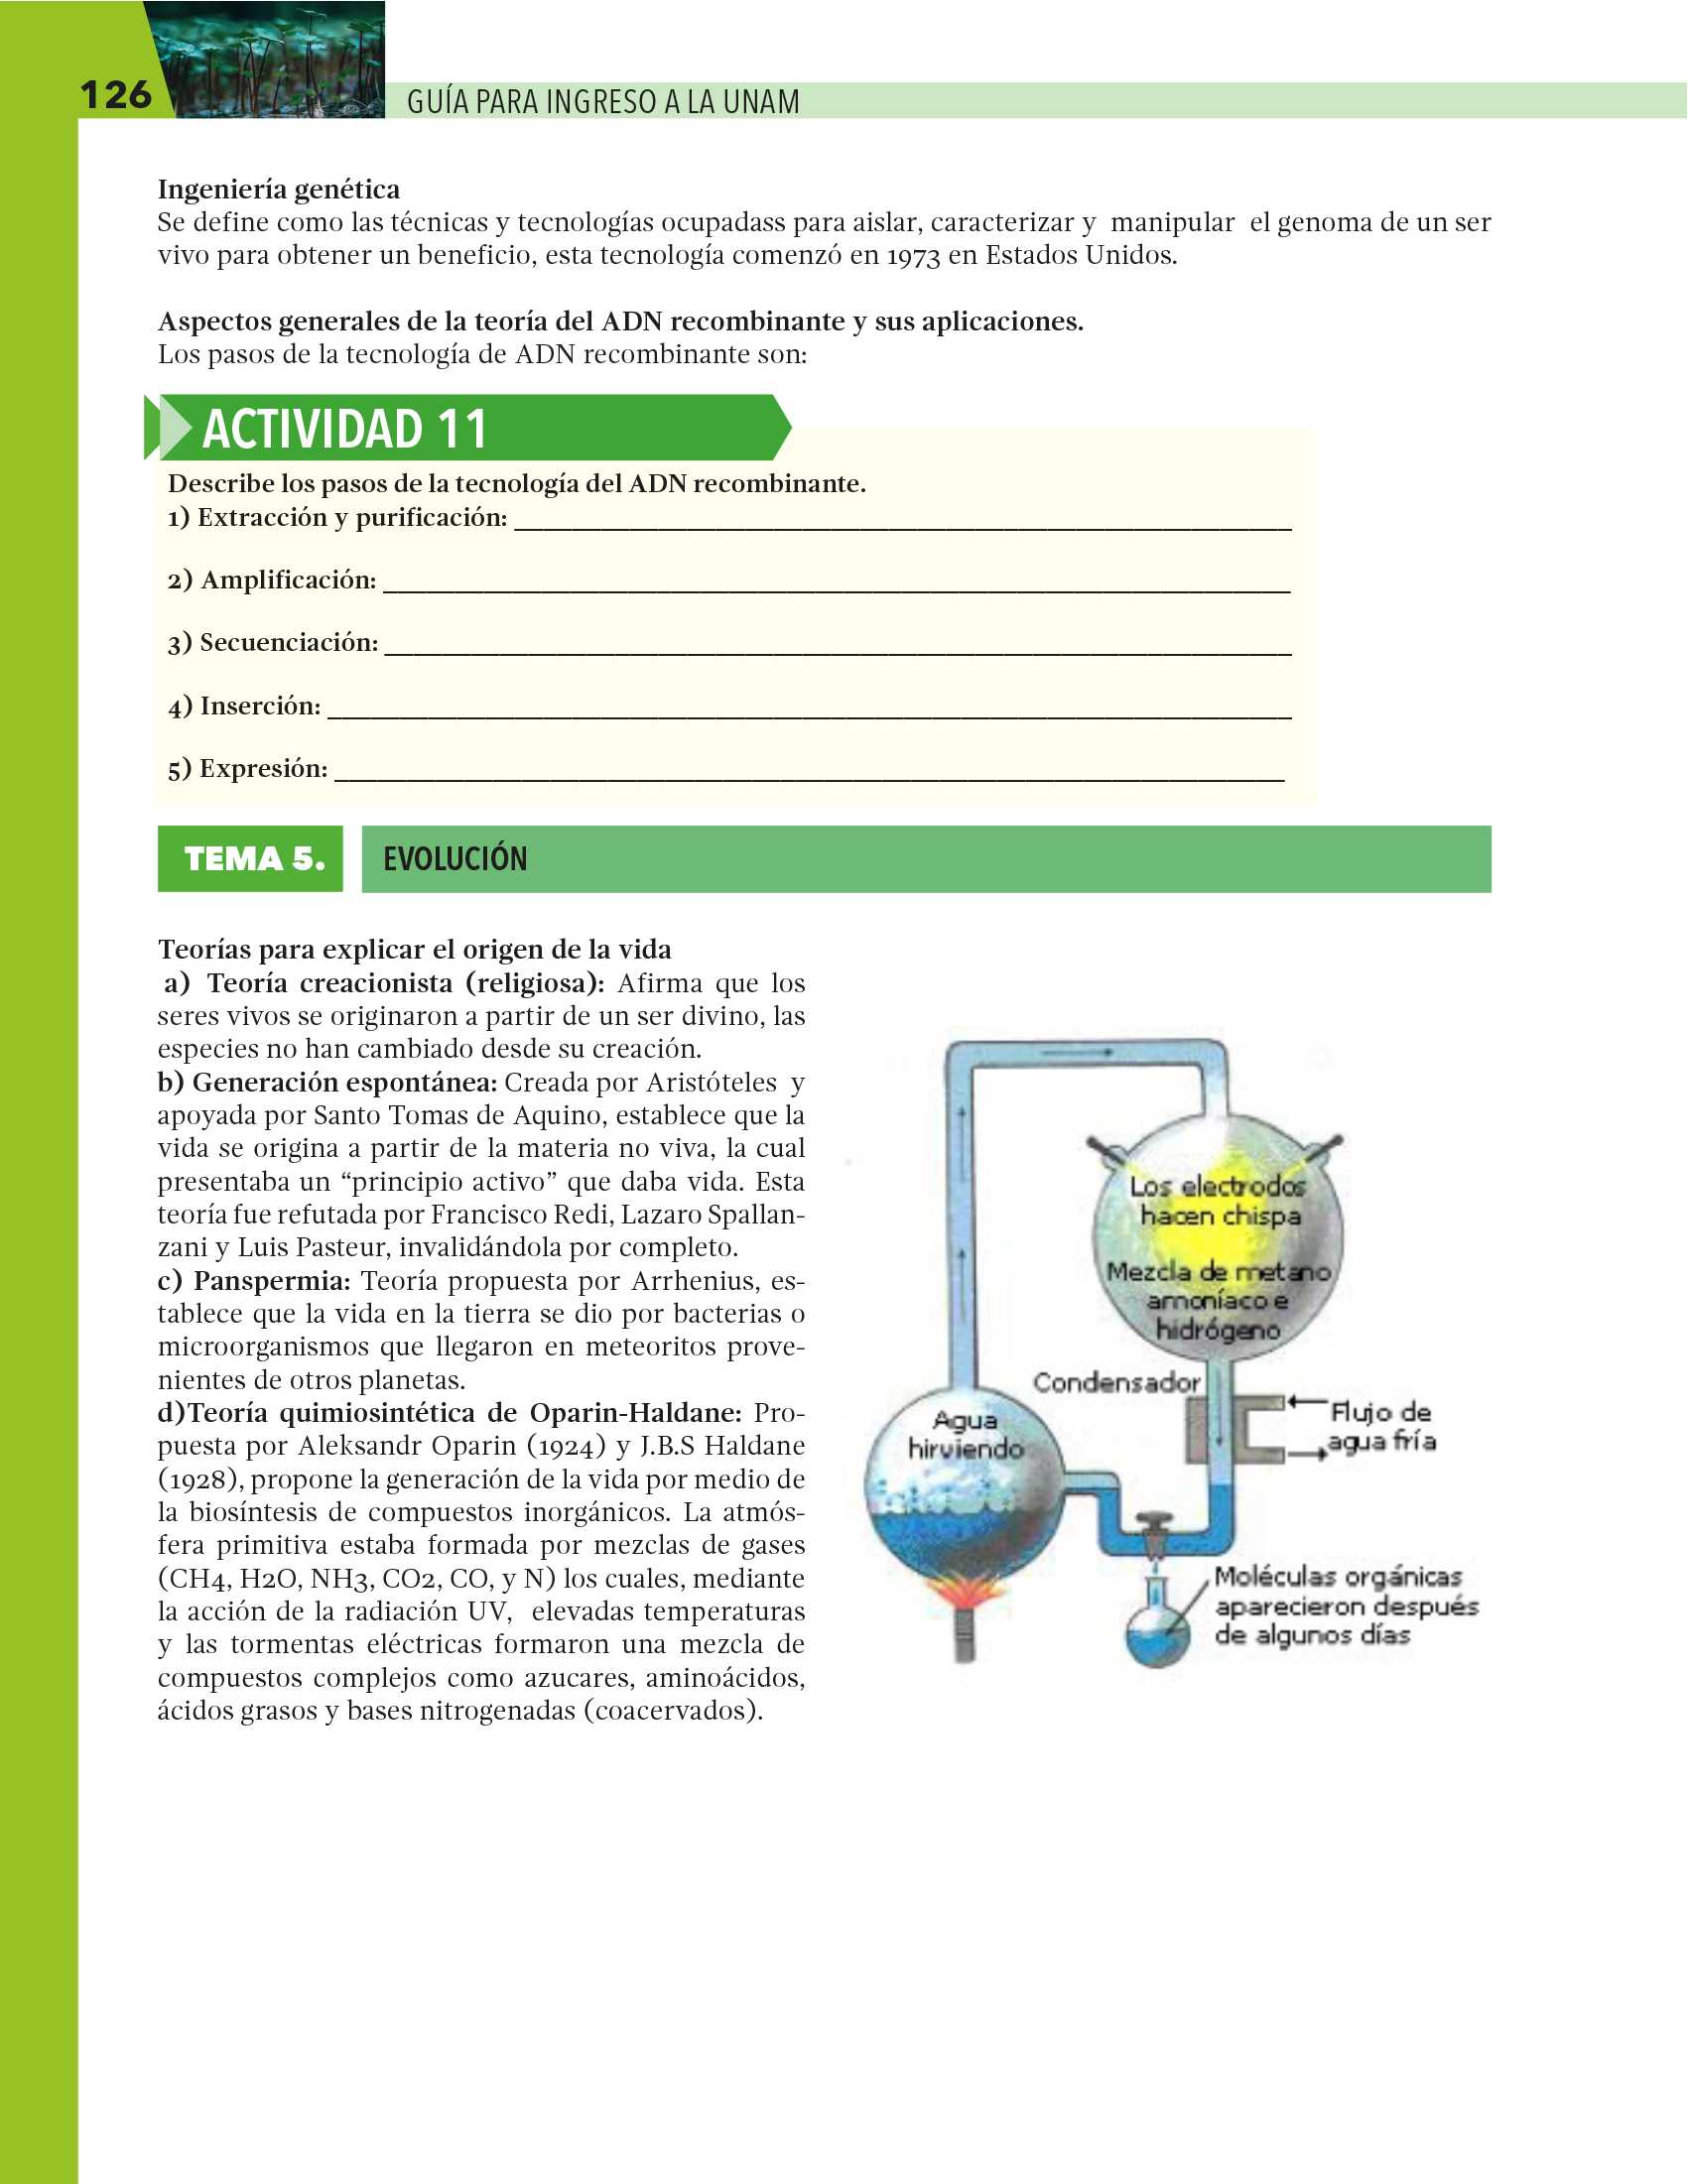 126
GUÍA PARA INGRESO A LA UNAM
Ingeniería genética
Se define como las técnicas y tecnologías ocupadass para aislar, caracterizar y manipular el genoma de un ser
vivo para obtener un beneficio, esta tecnología comenzó en 1973 en Estados Unidos.
Aspectos generales de la teoría del ADN recombinante y sus aplicaciones.
Los pasos de la tecnología de ADN recombinante son:
ACTIVIDAD 11
Describe los pasos de la tecnología del ADN recombinante.
1) Extracción y purificación:
2) Amplificación:
3) Secuenciación:
4) Inserción:
5) Expresión:
TEMA 5.
EVOLUCIÓN
Teorías para explicar el origen de la vida
a) Teoría creacionista (religiosa): Afirma que los
seres vivos se originaron a partir de un ser divino, las
especies no han cambiado desde su creación.
b) Generación espontánea: Creada por Aristóteles y
apoyada por Santo Tomas de Aquino, establece que la
vida se origina a partir de la materia no viva, la cual
presentaba un “principio activo” que daba vida. Esta
teoría fue refutada por Francisco Redi, Lazaro Spallan-
zani y Luis Pasteur, invalidándola por completo.
c) Panspermia: Teoría propuesta por Arrhenius, es-
tablece que la vida en la tierra se dio por bacterias o
microorganismos que llegaron en meteoritos prove-
nientes de otros planetas.
d)Teoría quimiosintética de Oparin-Haldane: Pro-
puesta por Aleksandr Oparin (1924) y J.B.S Haldane
(1928), propone la generación de la vida por medio de
la biosíntesis de compuestos inorgánicos. La atmós-
fera primitiva estaba formada por mezclas de gases
(CH4, H2O, NH3, CO2, CO, y N) los cuales, mediante
la acción de la radiación UV, elevadas temperaturas
y las tormentas eléctricas formaron una mezcla de
compuestos complejos como azucares, aminoácidos,
ácidos grasos y bases nitrogenadas (coacervados).
Los electrodos
hacen chispa
Mezcla de metano
amoníaco e
hidrógeno
Condensador
Flujo de
agua fría
Agua
hirviendo
Moléculas orgánicas
aparecieron después
de algunos días